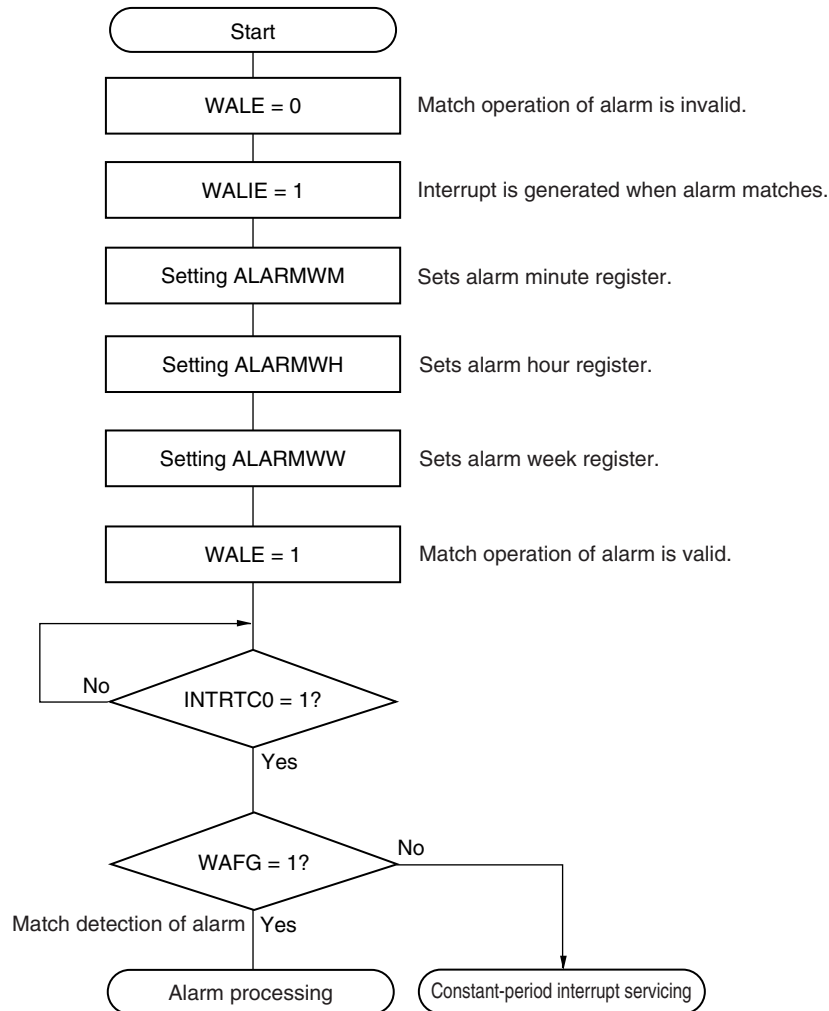 Start
WALE = 0
Match operation of alarm is invalid.
WALIE = 1
Interrupt is generated when alarm matches.
Setting ALARMWM
Sets alarm minute register.
Setting ALARMWH
Sets alarm hour register.
Setting ALARMWW
Sets alarm week register.
WALE = 1
Match operation of alarm is valid.
No
INTRTC0 = 1?
Yes
No
WAFG = 1?
Match detection of alarm
Yes
Alarm processing
Constant-period interrupt servicing